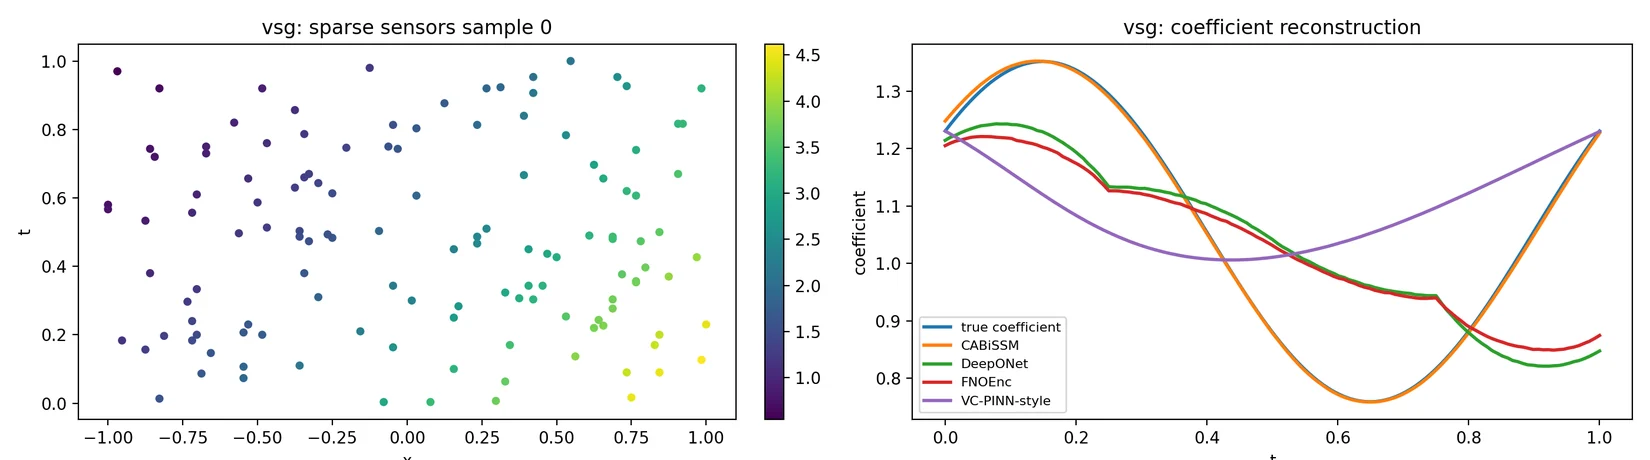 vsg: sparse sensors sample 0
1.0
0.8
0.6
0.4
0.2
0.0
t
−1.00 −0.75 −0.50 −0.25 0.00 0.25 0.50 0.75 1.00
4.5
4.0
3.5
3.0
2.5
2.0
1.5
1.0
vsg: coefficient reconstruction
1.3
1.2
1.1
1.0
0.9
0.8
coefficient
true coefficient
CABiSSM
DeepONet
FNOEnc
VC-PINN-style
0.0 0.2 0.4 0.6 0.8 1.0